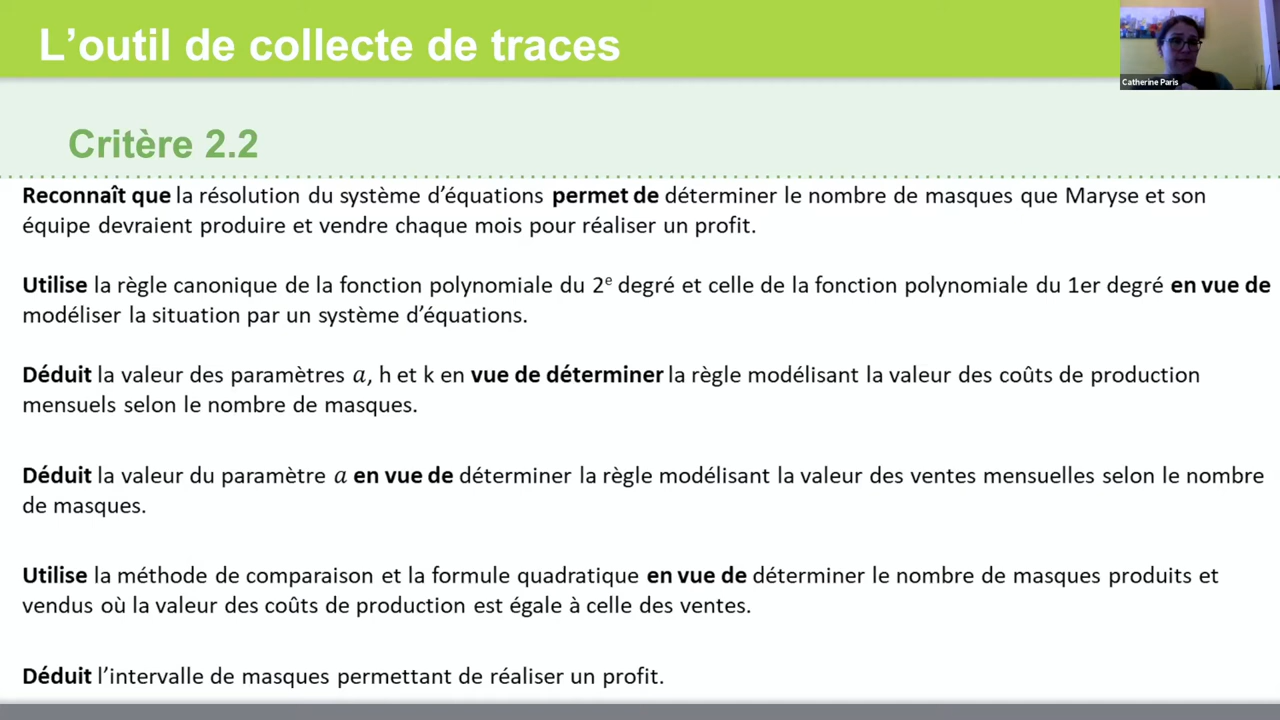 L’outil de collecte de traces
Catherine Paris
Critère 2.2
Reconnaît que la résolution du système d’équations permet de déterminer le nombre de masques que Maryse et son
équipe devraient produire et vendre chaque mois pour réaliser un profit.
Utilise la règle canonique de la fonction polynomiale du 2e degré et celle de la fonction polynomiale du 1er degré en vue de
modéliser la situation par un système d’équations.
Déduit la valeur des paramètres a, h et k en vue de déterminer la règle modélisant la valeur des coûts de production
mensuels selon le nombre de masques.
Déduit la valeur du paramètre a en vue de déterminer la règle modélisant la valeur des ventes mensuelles selon le nombre
de masques.
Utilise la méthode de comparaison et la formule quadratique en vue de déterminer le nombre de masques produits et
vendus où la valeur des coûts de production est égale à celle des ventes.
Déduit l’intervalle de masques permettant de réaliser un profit.